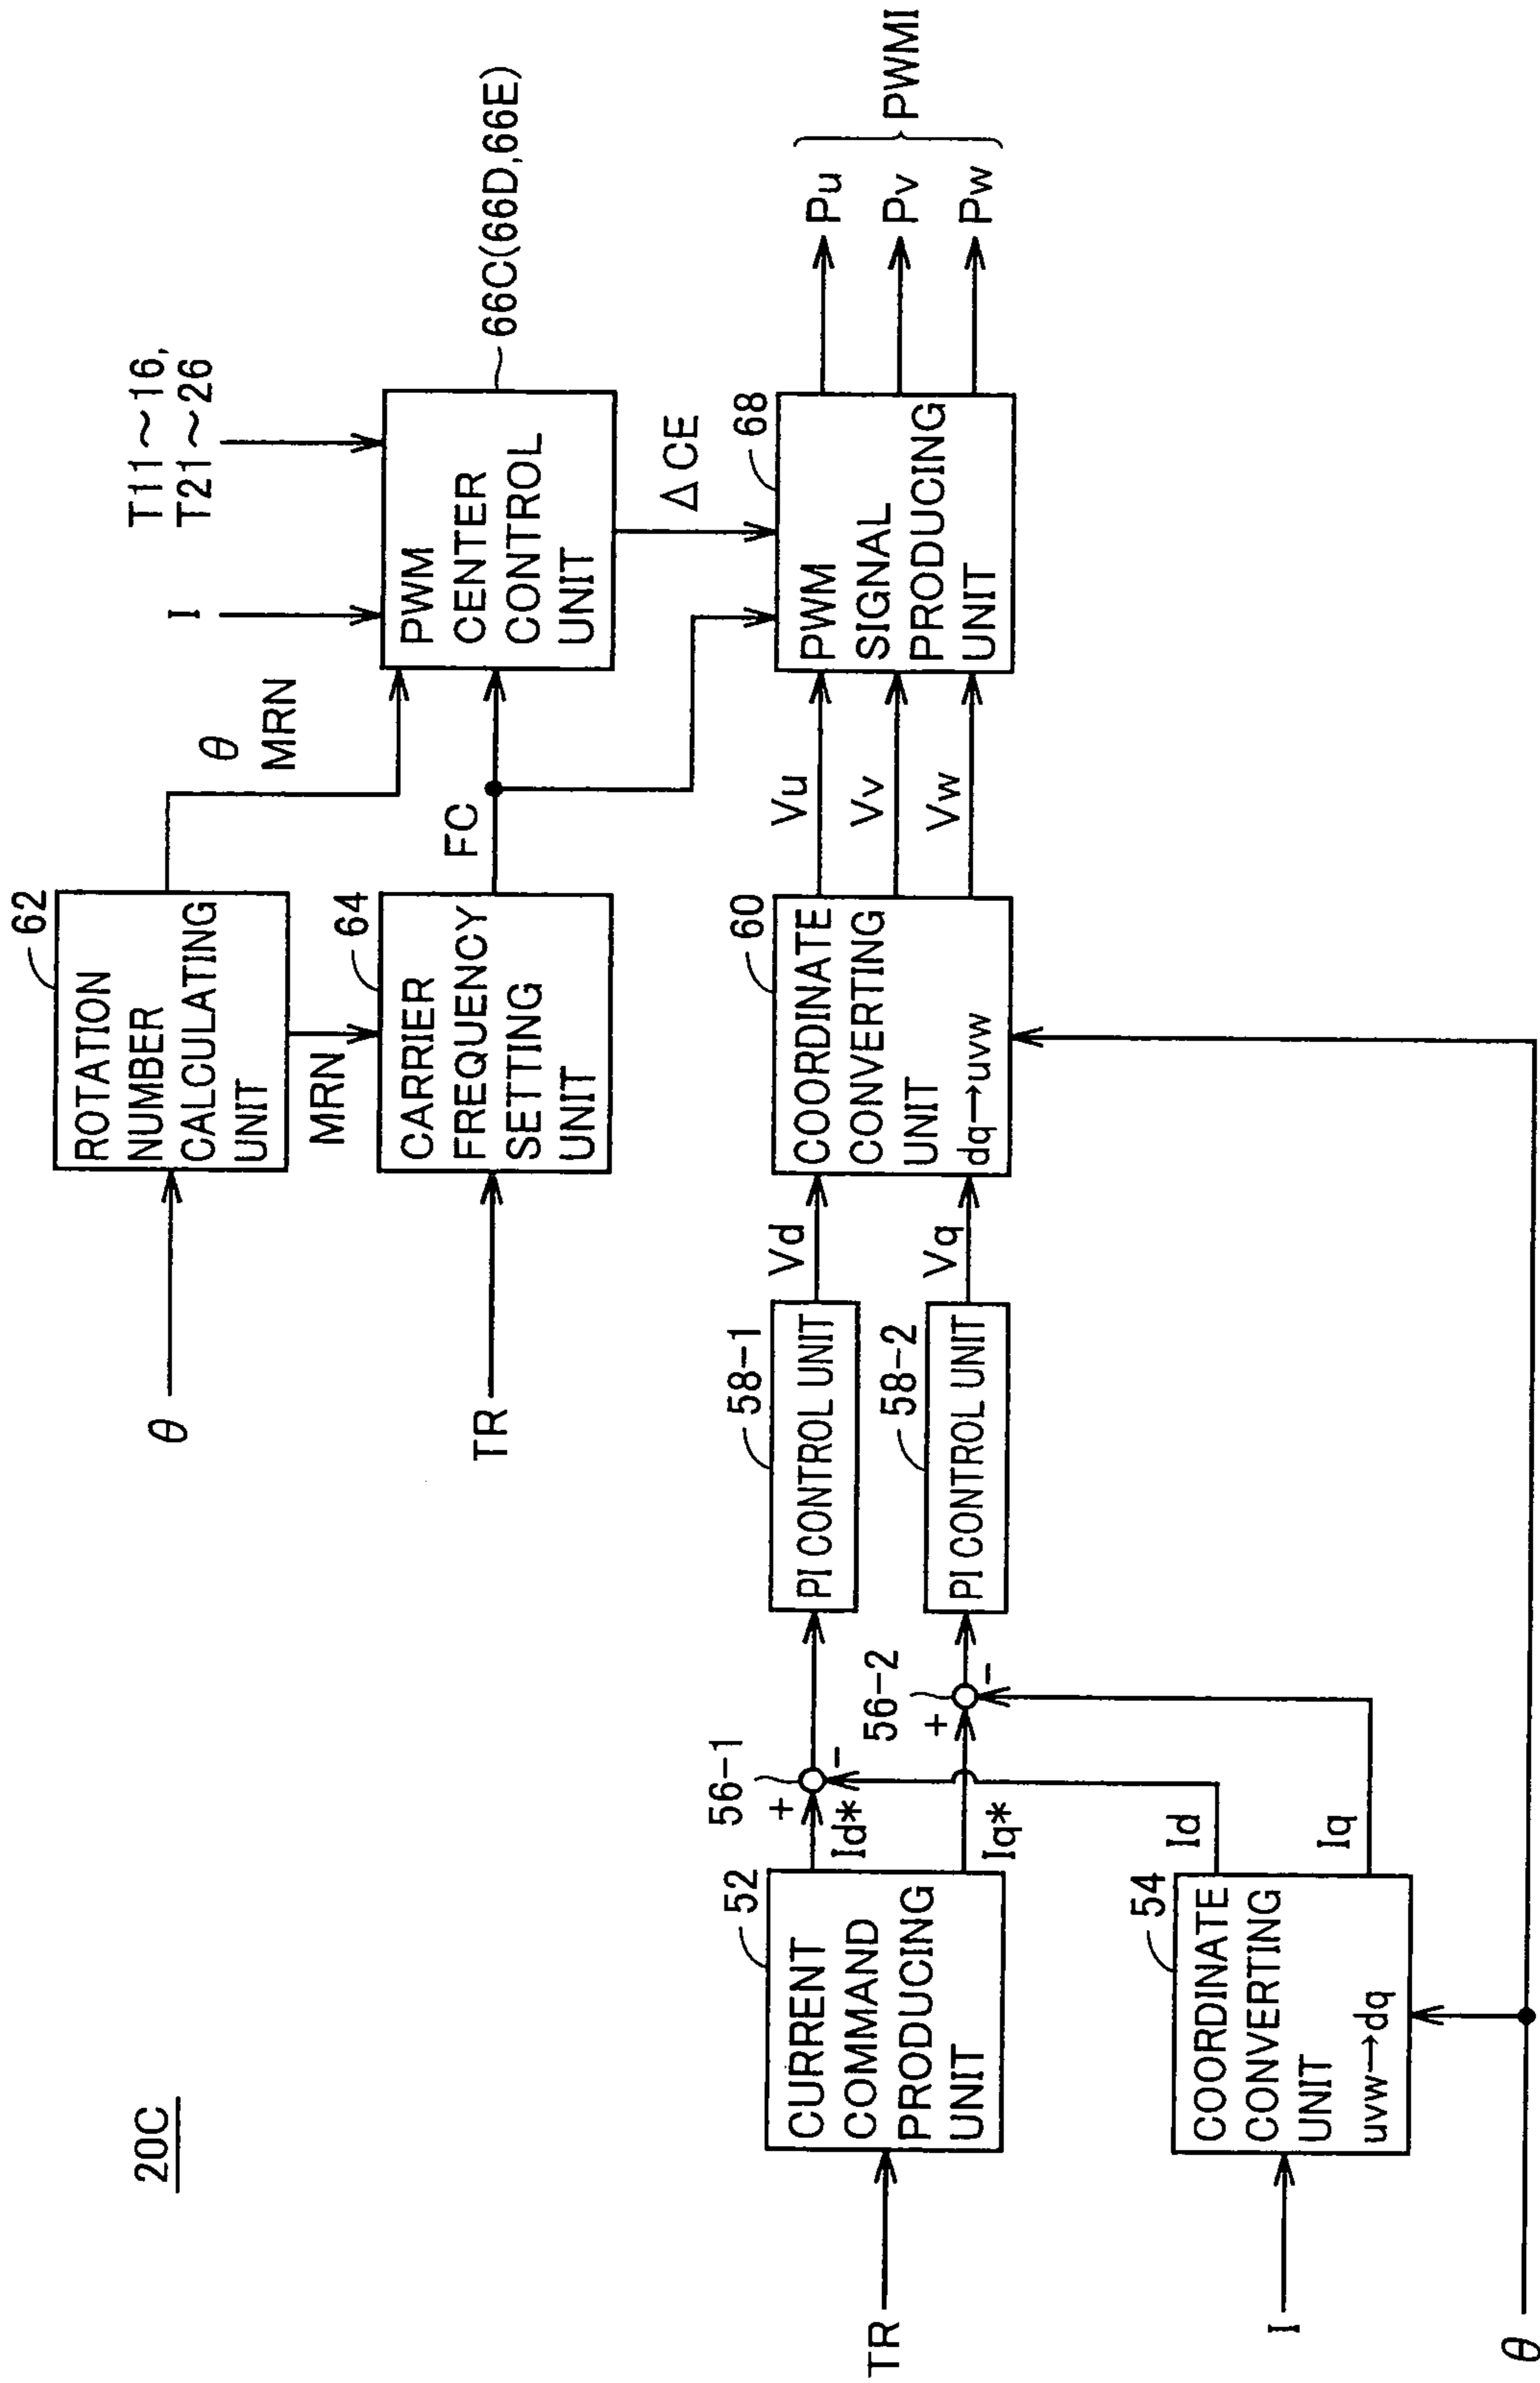 20C
θ
62
ROTATION
NUMBER
CALCULATING
UNIT
θ
MRN
MRN
TR
64
CARRIER
FREQUENCY
SETTING
UNIT
FC
I
T11～16,
T21～26
PWM
CENTER
CONTROL
UNIT
66C(66D,66E)
ΔCE
TR
52
CURRENT
COMMAND
PRODUCING
UNIT
56-1
+
-
Id*
Iq*
56-2
+
-
58-1
PI CONTROL UNIT
58-2
PI CONTROL UNIT
Vd
Vq
60
COORDINATE
CONVERTING
UNIT
dq→uvw
Vu
Vv
Vw
68
PWM
SIGNAL
PRODUCING
UNIT
Pu
Pv
Pw
PWMI
I
54
COORDINATE
CONVERTING
UNIT
uvw→dq
Id
Iq
θ